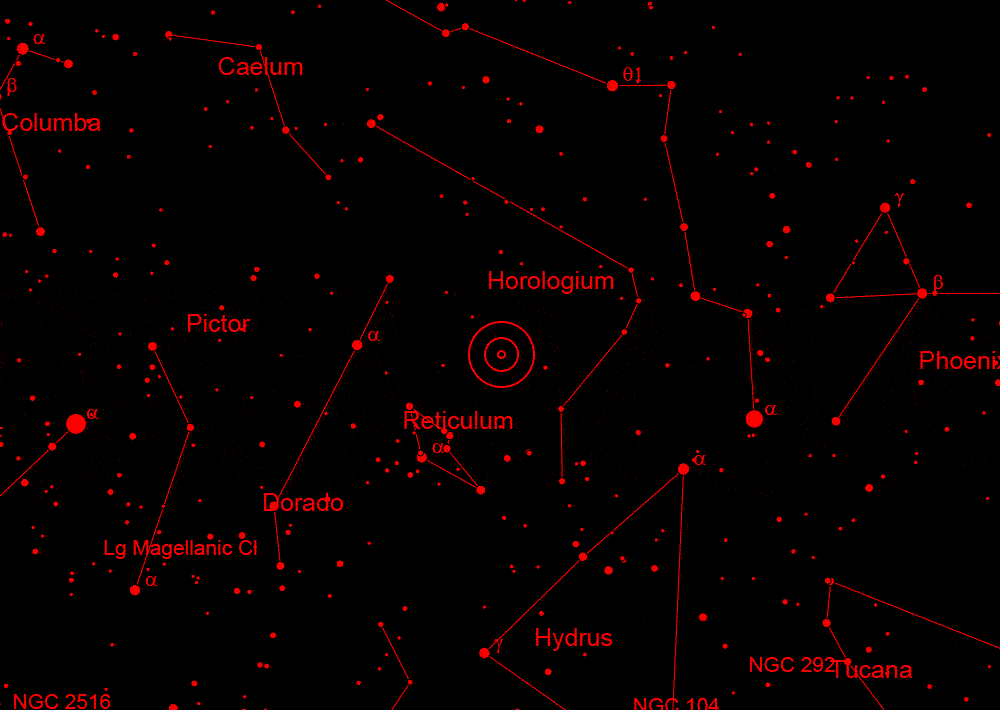 α
θ1
Caelum
β
Columba
γ
Horologium
β
Pictor
α
Phoenix
α
α
Reticulum
α
α
Dorado
Lg Magellanic Cl
α
Hydrus
γ
NGC 292
Tucana
NGC 2516
NGC 104